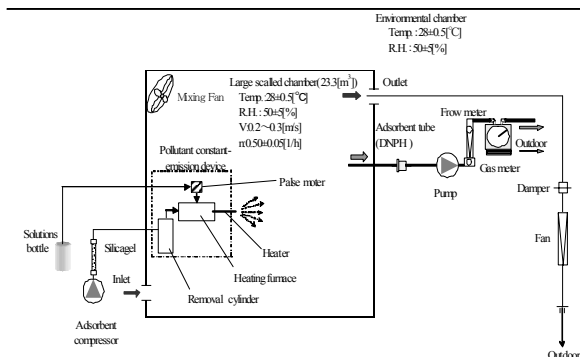 Environmental chamber
Temp. : 28±0.5[℃]
R.H. : 50±5[%]
Large scalled chamber(23.3[m³])
Temp. :28±0.5[℃]
R.H. : 50±5[%]
V:0.2～0.3[m/s]
n:0.50±0.05[1/h]
Mixing Fan
Outlet
Frow meter
Outdoor
Adsorbent tube
(DNPH )
Gas meter
Pump
Damper
Pollutant constant-
emission device
Palse moter
Solutions
bottle
Silicagel
Heater
Heating furnace
Fan
Inlet
Removal cylinder
Adsorbent
compressor
Outdoor